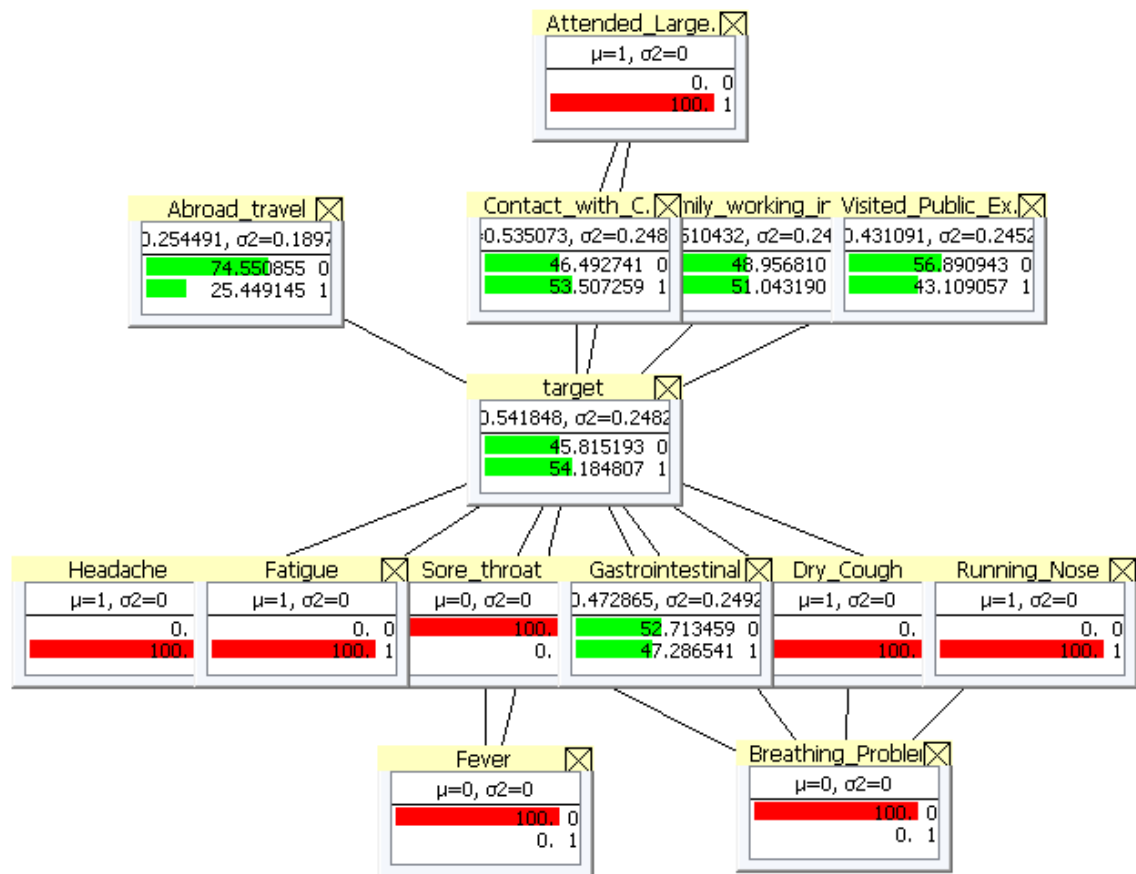 Attended_Large.
μ=1, σ2=0
0. 0
100. 1
Abroad_travel
0.254491, σ2=0.1897
74.550855 0
25.449145 1
Contact_with_C.
=0.535073, σ2=0.248
46.492741 0
53.507259 1
mily_working_in
510432, σ2=0.24
48.956810
51.043190
Visited_Public_Ex.
0.431091, σ2=0.2452
56.890943 0
43.109057 1
target
0.541848, σ2=0.2482
45.815193 0
54.184807 1
Headache
μ=1, σ2=0
0.
100.
Fatigue
μ=1, σ2=0
0. 0
100. 1
Sore_throat
μ=0, σ2=0
100.
0.
Gastrointestinal
0.472865, σ2=0.2492
52.713459 0
47.286541 1
Dry_Cough
μ=1, σ2=0
0.
100.
Running_Nose
μ=1, σ2=0
0. 0
100. 1
Fever
μ=0, σ2=0
100. 0
0. 1
Breathing_Probler
μ=0, σ2=0
100. 0
0. 1